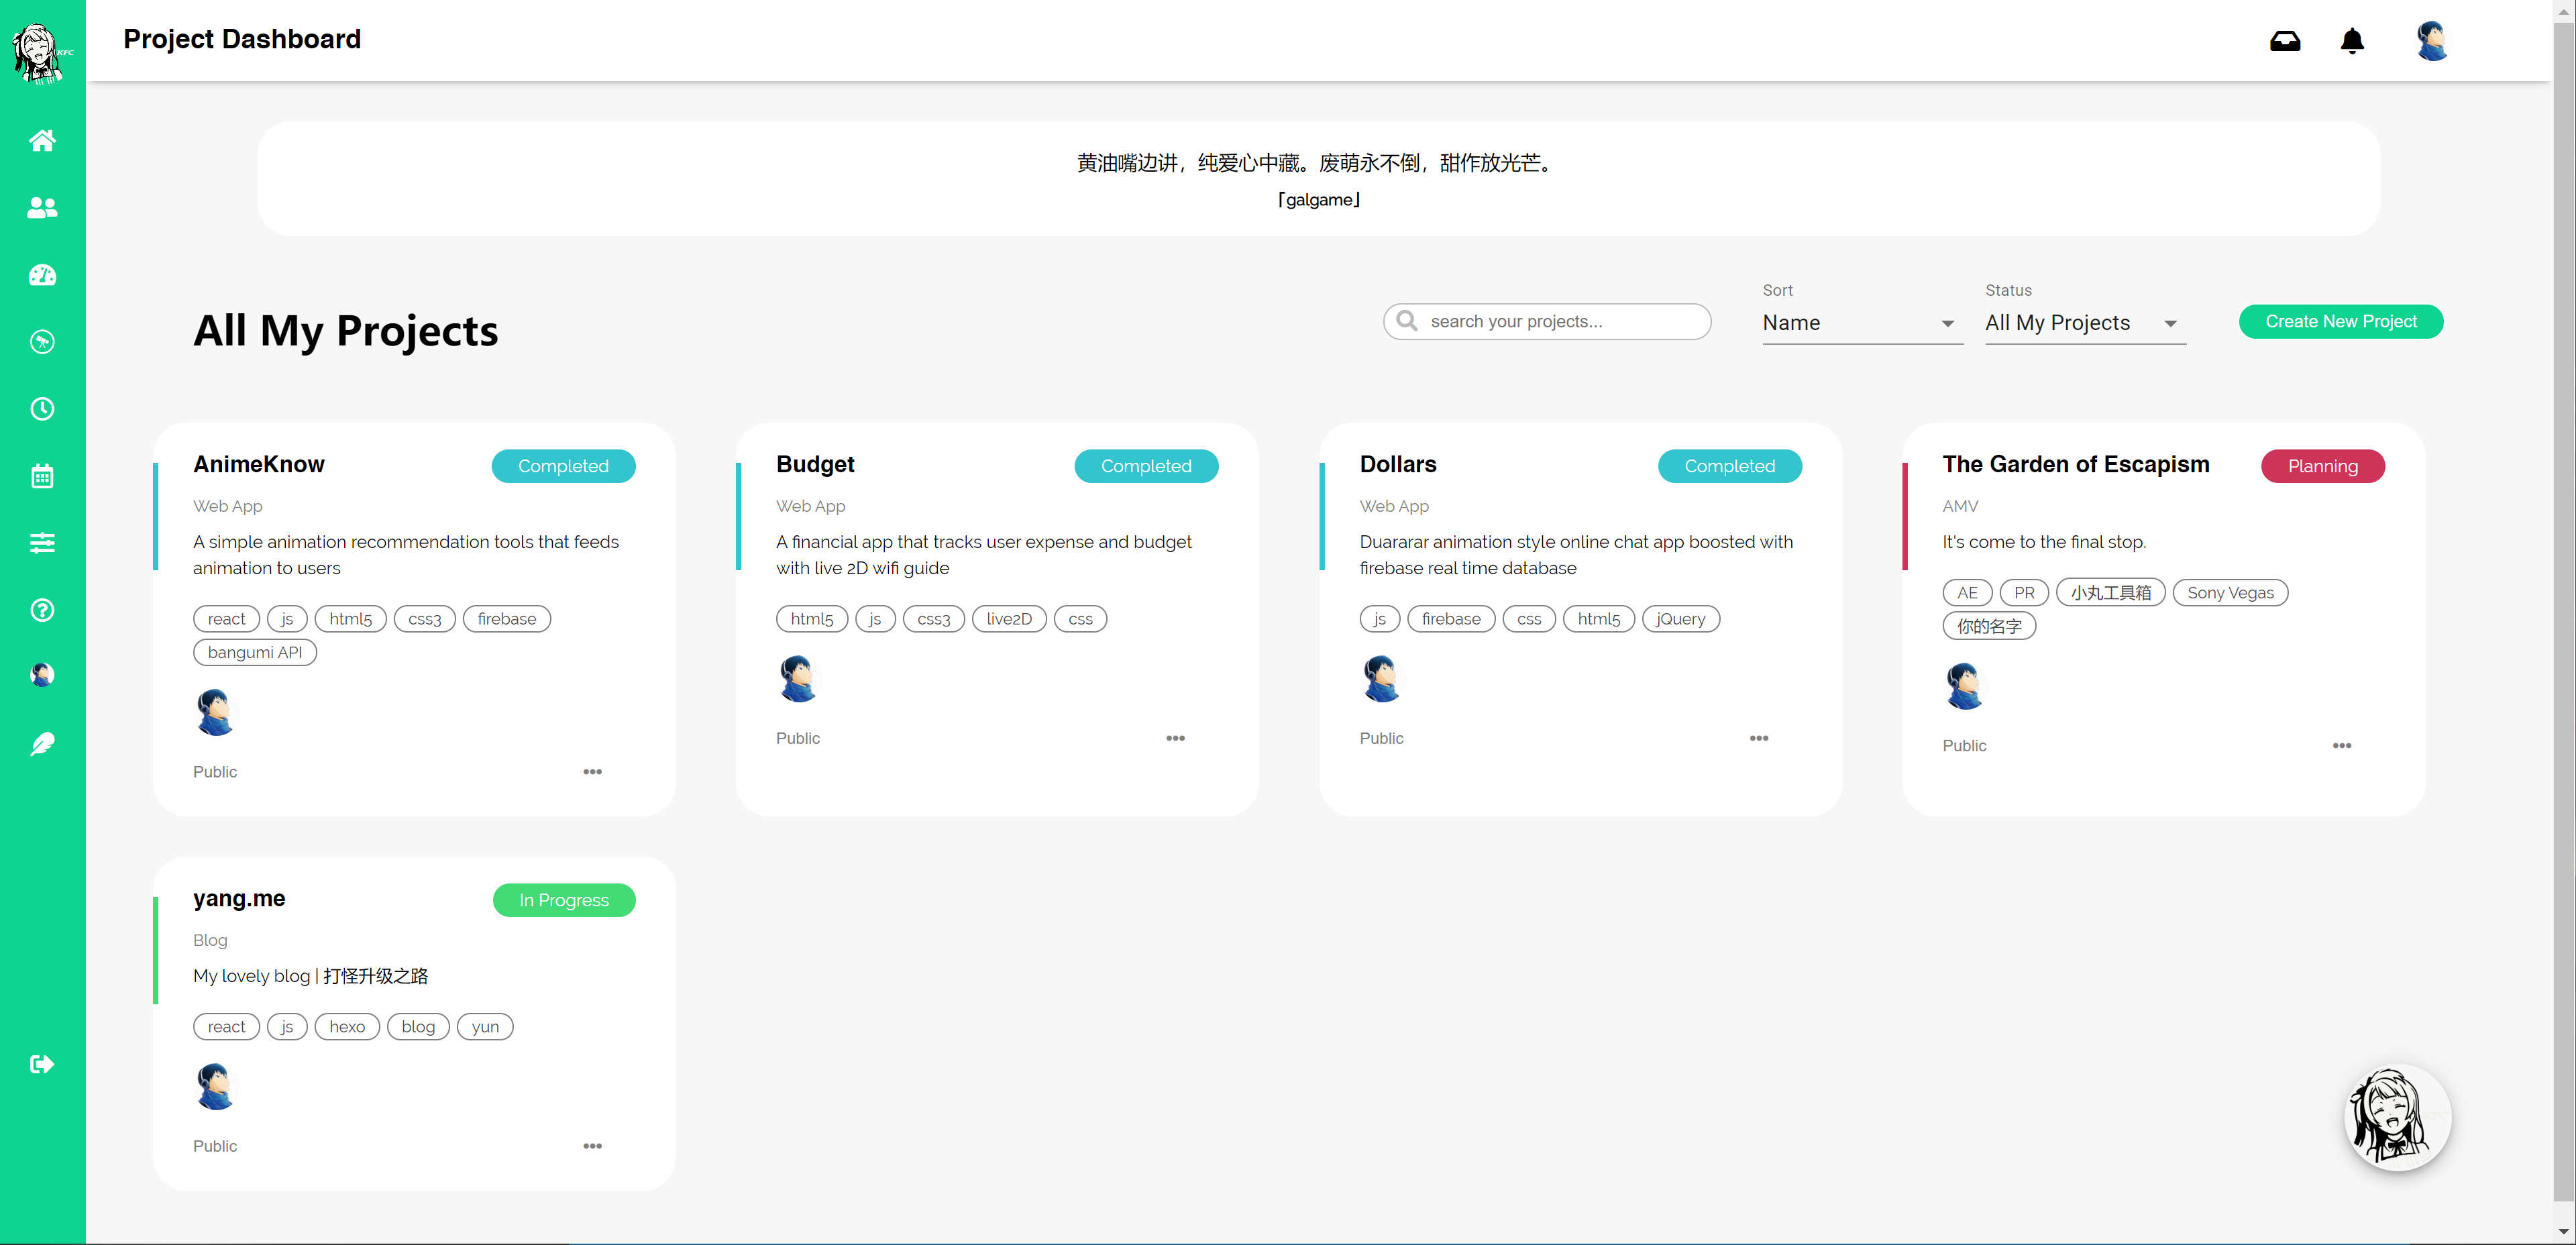 KFC
Project Dashboard
黄油嘴边讲，纯爱心中藏。废萌永不倒，甜作放光芒。
「galgame」
All My Projects
search your projects...
Sort
Name
Status
All My Projects
Create New Project
AnimeKnow
Completed
Web App
A simple animation recommendation tools that feeds
animation to users
react js html5 css3 firebase
bangumi API
Public
Budget
Completed
Web App
A financial app that tracks user expense and budget
with live 2D wifi guide
html5 js css3 live2D css
Public
Dollars
Completed
Web App
Duararar animation style online chat app boosted with
firebase real time database
js firebase css html5 jQuery
Public
The Garden of Escapism
Planning
AMV
It's come to the final stop.
AE PR 小丸工具箱 Sony Vegas
你的名字
Public
yang.me
In Progress
Blog
My lovely blog | 打怪升级之路
react js hexo blog yun
Public